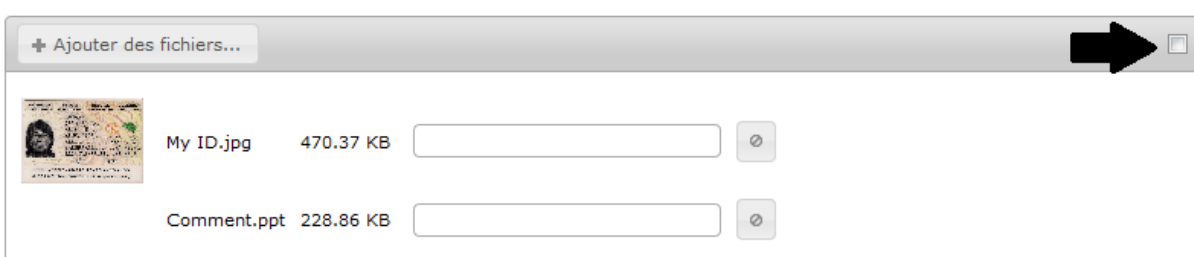 + Ajouter des fichiers...
My ID.jpg 470.37 KB
Comment.ppt 228.86 KB